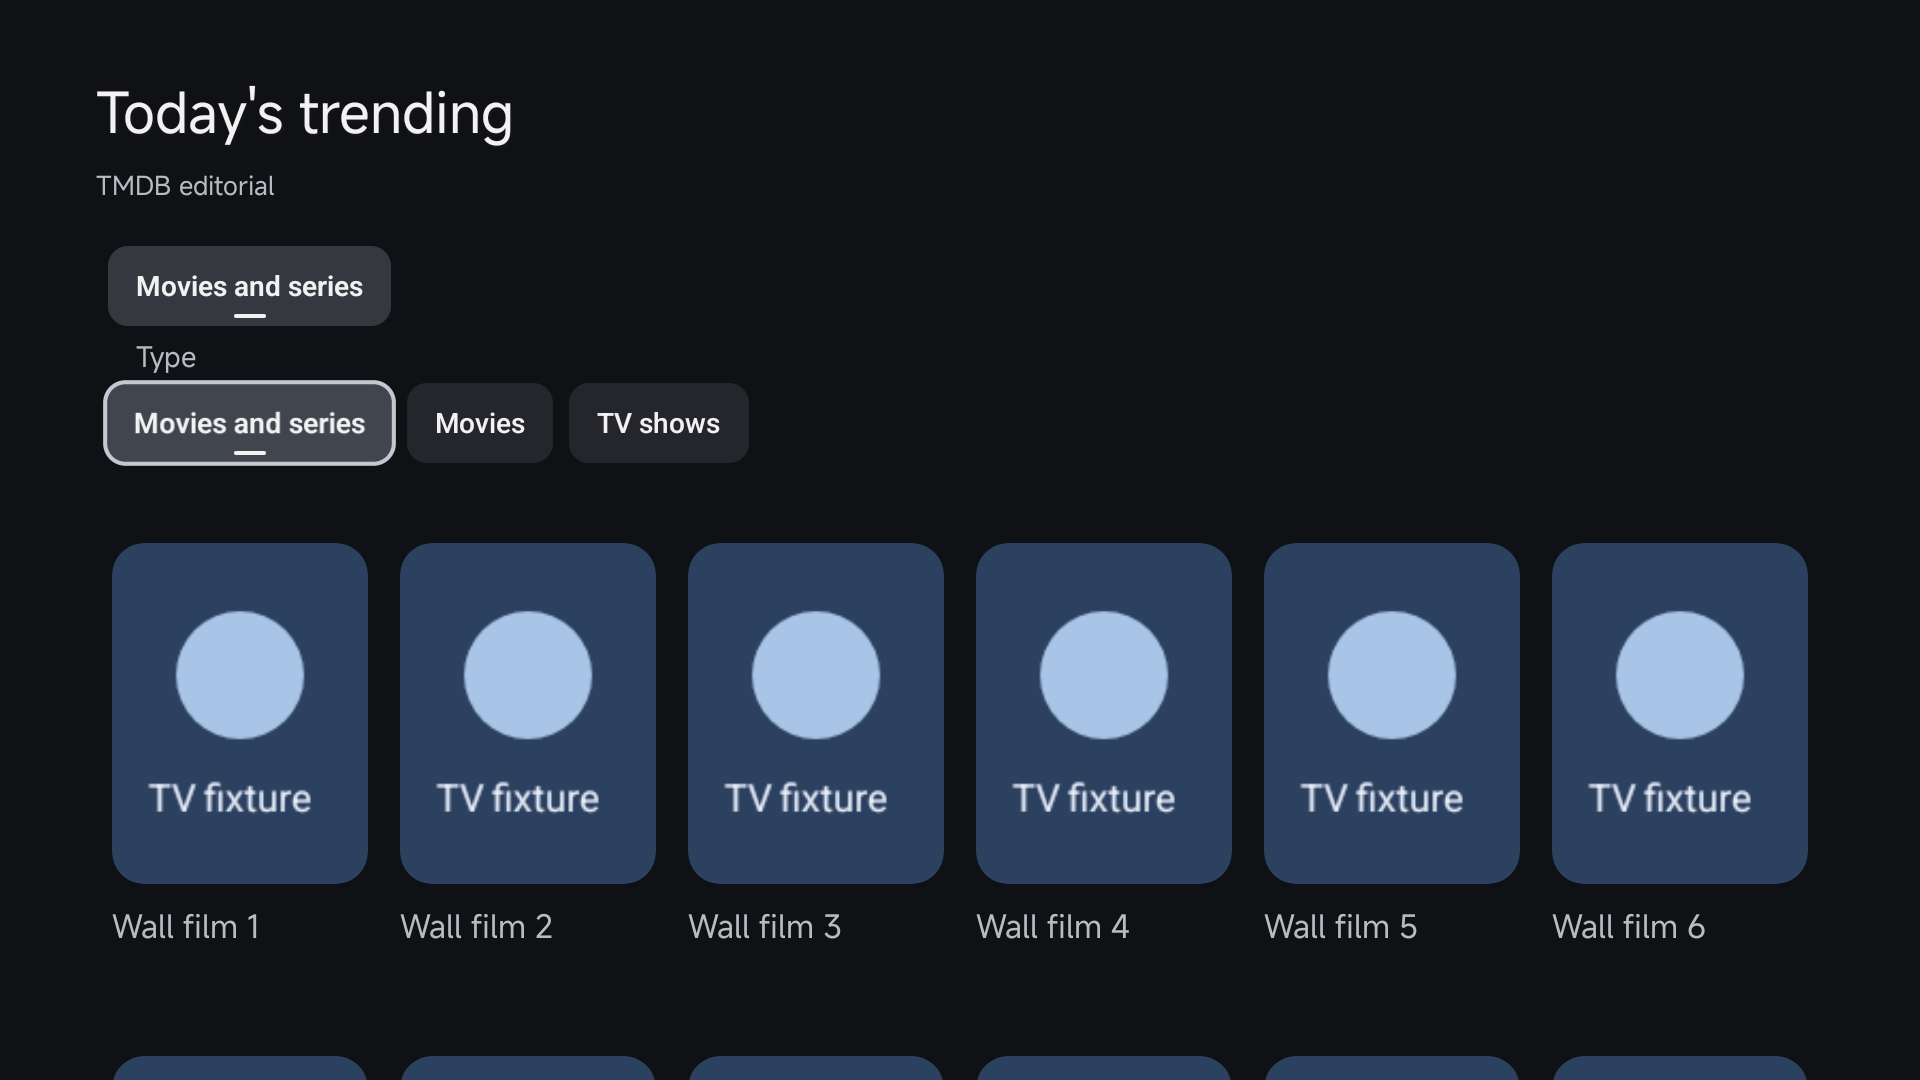 Today's trending
TMDB editorial
Movies and series
Type
Movies and series Movies TV shows
TV fixture TV fixture TV fixture TV fixture TV fixture TV fixture
Wall film 1 Wall film 2 Wall film 3 Wall film 4 Wall film 5 Wall film 6